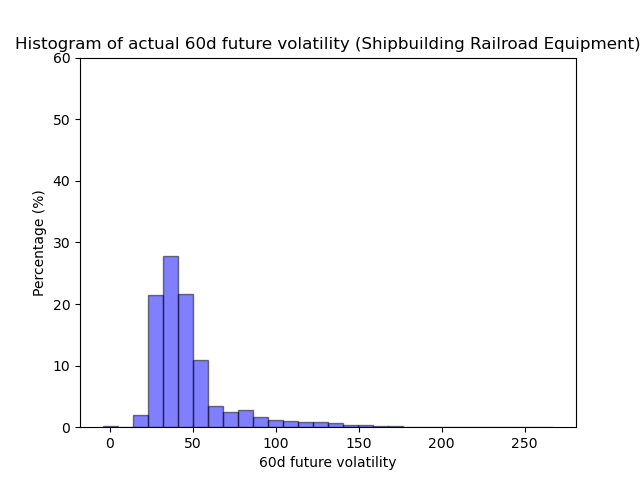 Histogram of actual 60d future volatility (Shipbuilding Railroad Equipment)
60
50
40
30
20
10
0
Percentage (%)
0 50 100 150 200 250
60d future volatility